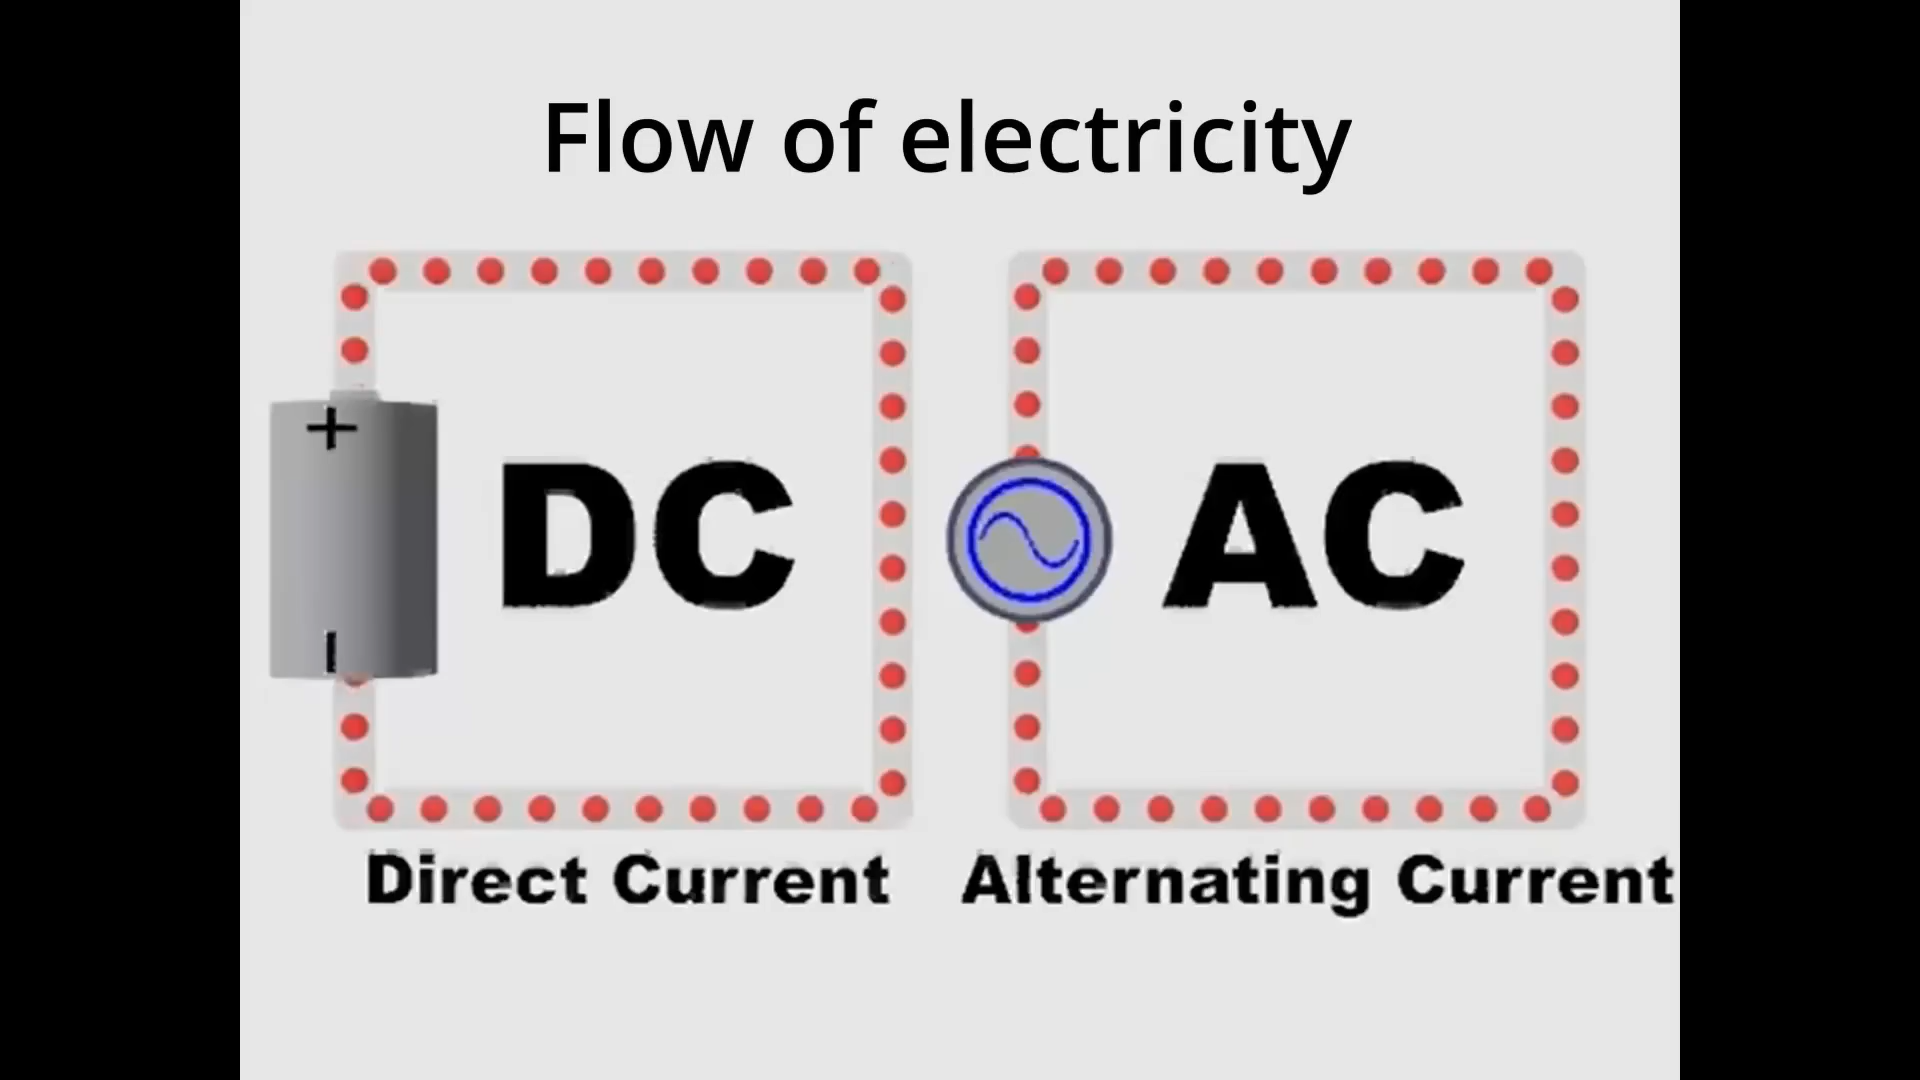 Flow of electricity
+
DC
AC
-
Direct Current
Alternating Current